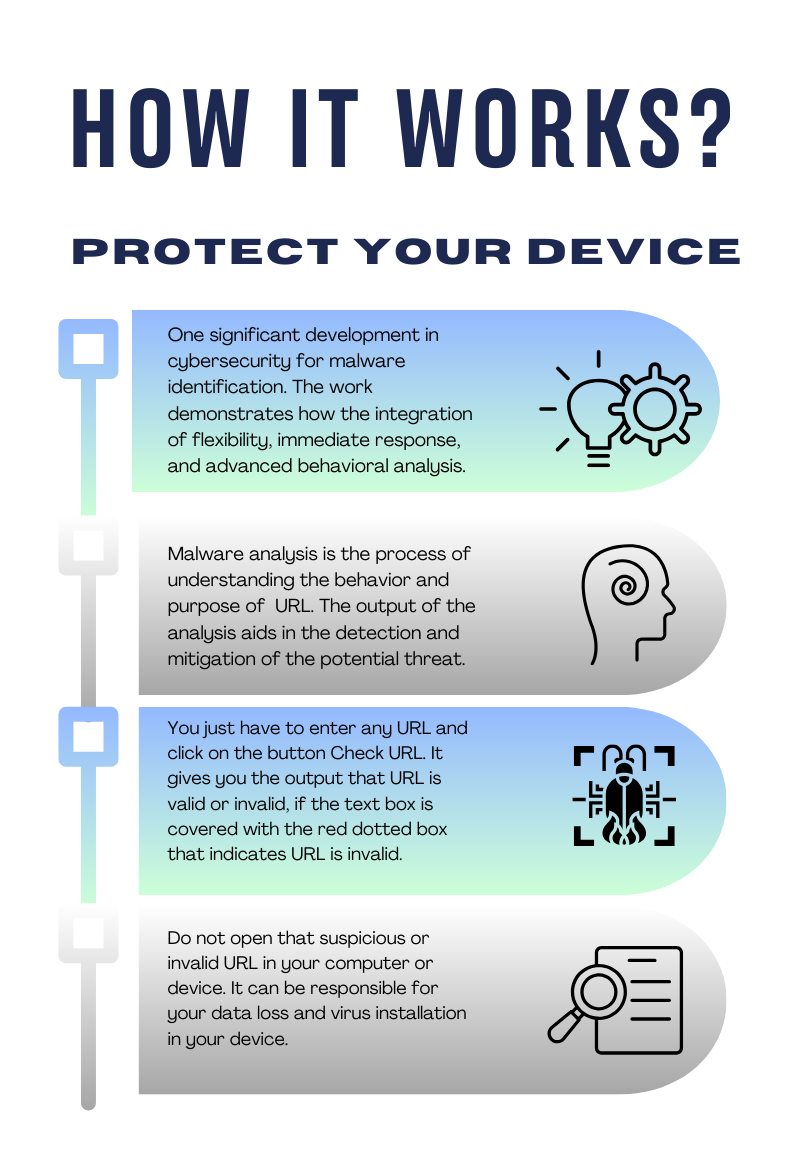 HOW IT WORKS?
PROTECT YOUR DEVICE
One significant development in
cybersecurity for malware
identification. The work
demonstrates how the integration
of flexibility, immediate response,
and advanced behavioral analysis.
Malware analysis is the process of
understanding the behavior and
purpose of  URL. The output of the
analysis aids in the detection and
mitigation of the potential threat.
You just have to enter any URL and
click on the button Check URL. It
gives you the output that URL is
valid or invalid, if the text box is
covered with the red dotted box
that indicates URL is invalid.
Do not open that suspicious or
invalid URL in your computer or
device. It can be responsible for
your data loss and virus installation
in your device.